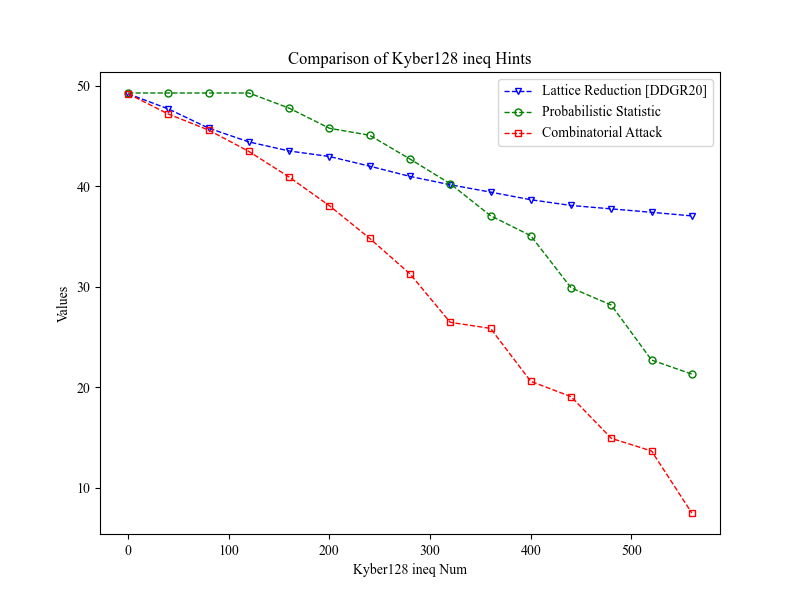 Comparison of Kyber128 ineq Hints
Lattice Reduction [DDGR20]
Probabilistic Statistic
Combinatorial Attack
50
40
30
20
10
Values
0
100
200
300
400
500
Kyber128 ineq Num